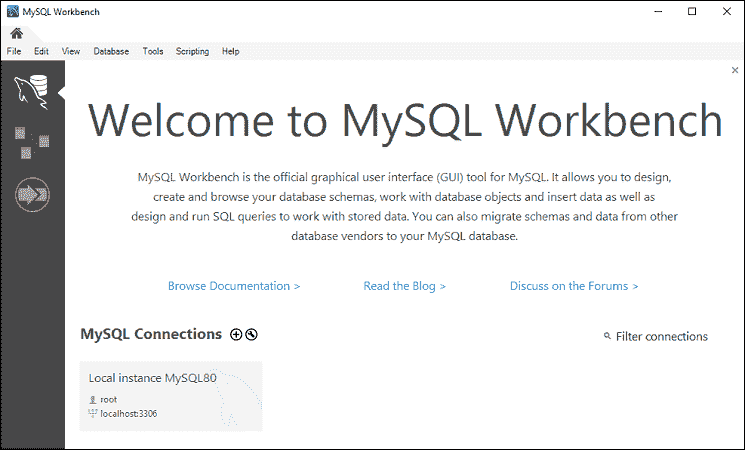 MySQL Workbench
File Edit View Database Tools Scripting Help
Welcome to MySQL Workbench
MySQL Workbench is the official graphical user interface (GUI) tool for MySQL. It allows you to design,
create and browse your database schemas, work with database objects and insert data as well as
design and run SQL queries to work with stored data. You can also migrate schemas and data from other
database vendors to your MySQL database.
Browse Documentation > Read the Blog > Discuss on the Forums >
MySQL Connections Filter connections
Local instance MySQL80
root
localhost:3306